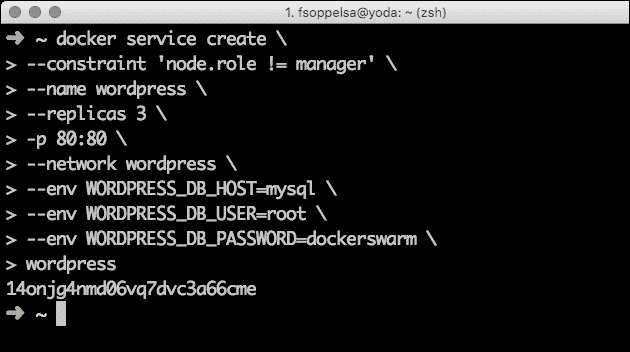 1. fsoppelsa@yoda: ~ (zsh)
➜ ~ docker service create \
> --constraint 'node.role != manager' \
> --name wordpress \
> --replicas 3 \
> -p 80:80 \
> --network wordpress \
> --env WORDPRESS_DB_HOST=mysql \
> --env WORDPRESS_DB_USER=root \
> --env WORDPRESS_DB_PASSWORD=dockerswarm \
> wordpress
14onjg4nmd06vq7dvc3a66cme
➜ ~